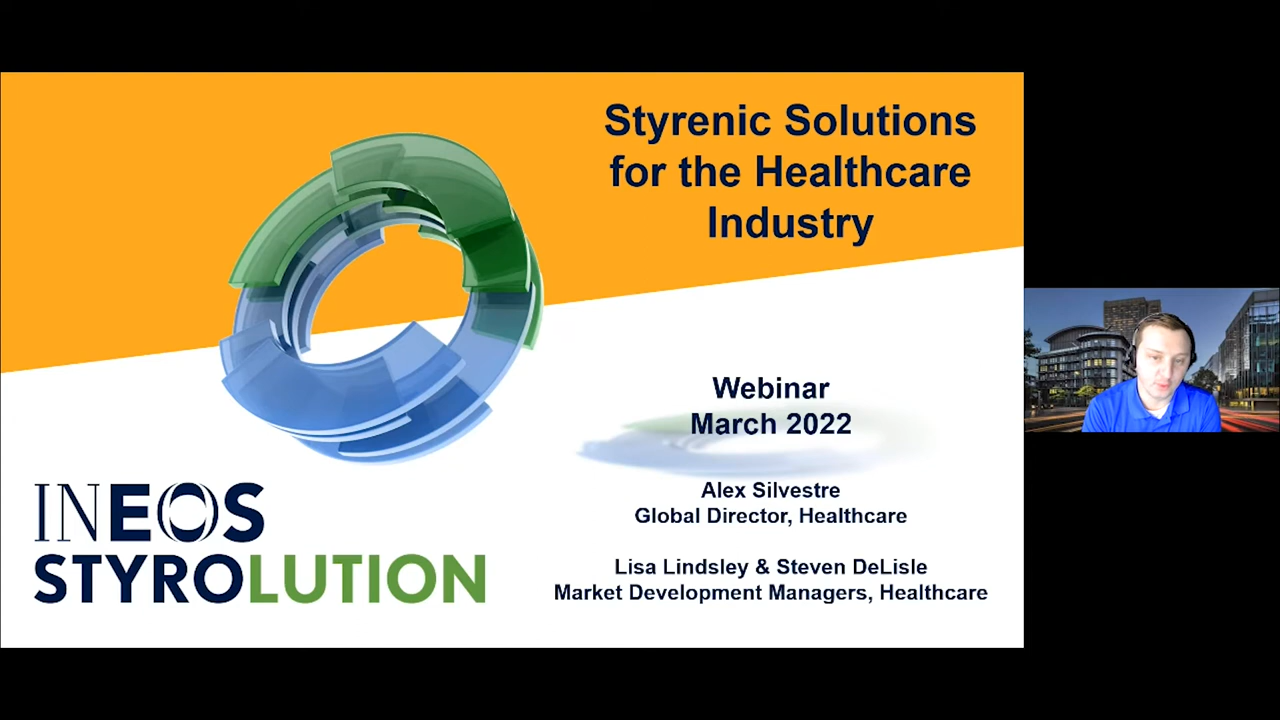 Styrenic Solutions
for the Healthcare
Industry
Webinar
March 2022
Alex Silvestre
Global Director, Healthcare
Lisa Lindsley & Steven DeLisle
Market Development Managers, Healthcare
INEOS
STYROLUTION